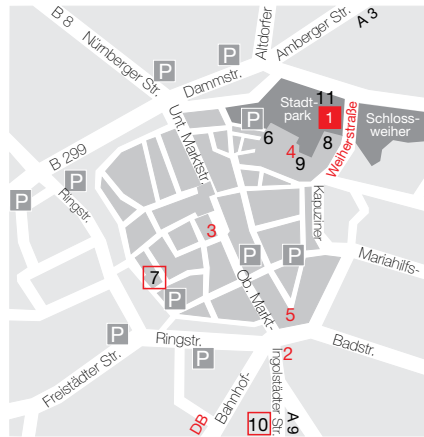 B 8
Nürnberger Str.
Altdorfer
Amberger Str.
A 3
P
P
Dammstr.
Unt. Marktstr.
P
Stadt-
park
11
1
Schloss-
weiher
6
4
8
9
Weiherstraße
B 299
Ringstr.
P
P
Kapuziner
3
Mariahilfs-
7
P
P
P
Ob. Markt-
5
P
Ringstr.
P
2
Badstr.
Freistädter Str.
DB
Bahnhof-
Ingolstädter Str.
10
A 9